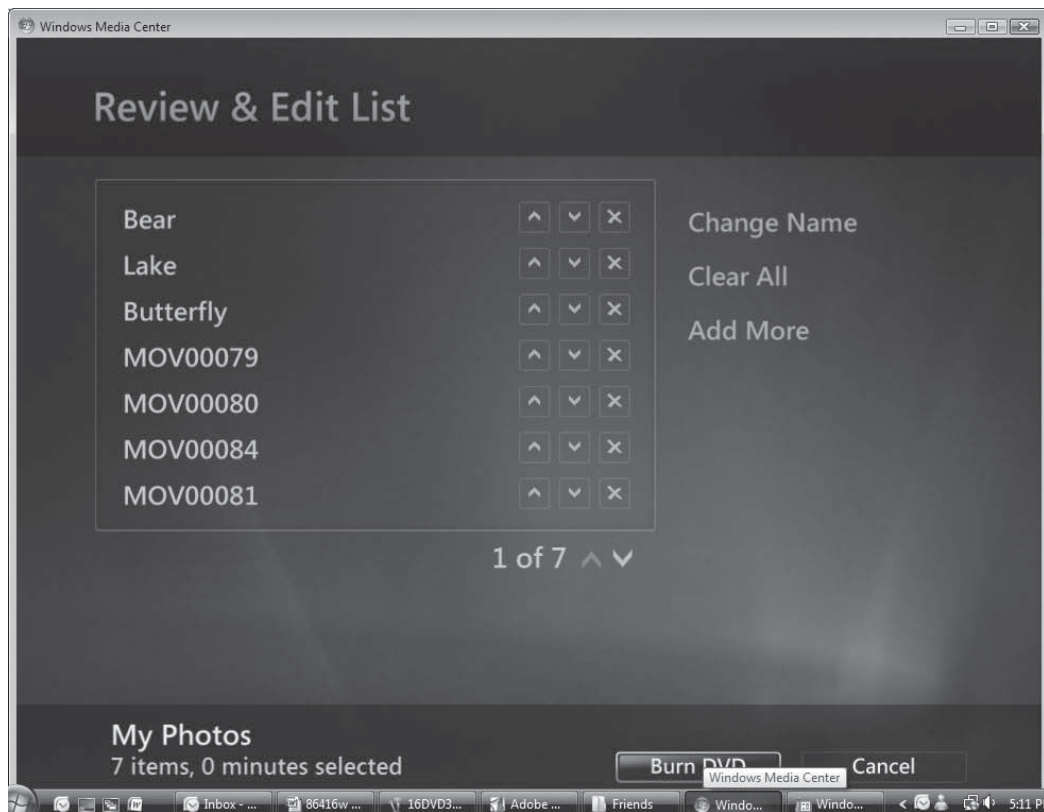 Windows Media Center
Review & Edit List
Bear
Lake
Butterfly
MOV00079
MOV00080
MOV00084
MOV00081
Change Name
Clear All
Add More
1 of 7
My Photos
7 items, 0 minutes selected
Burn DVD
Cancel
Windows Media Center
Inbox - ...
86416w ...
16DVD3...
Adobe ...
Friends
Windo...
Windo...
5:11 P